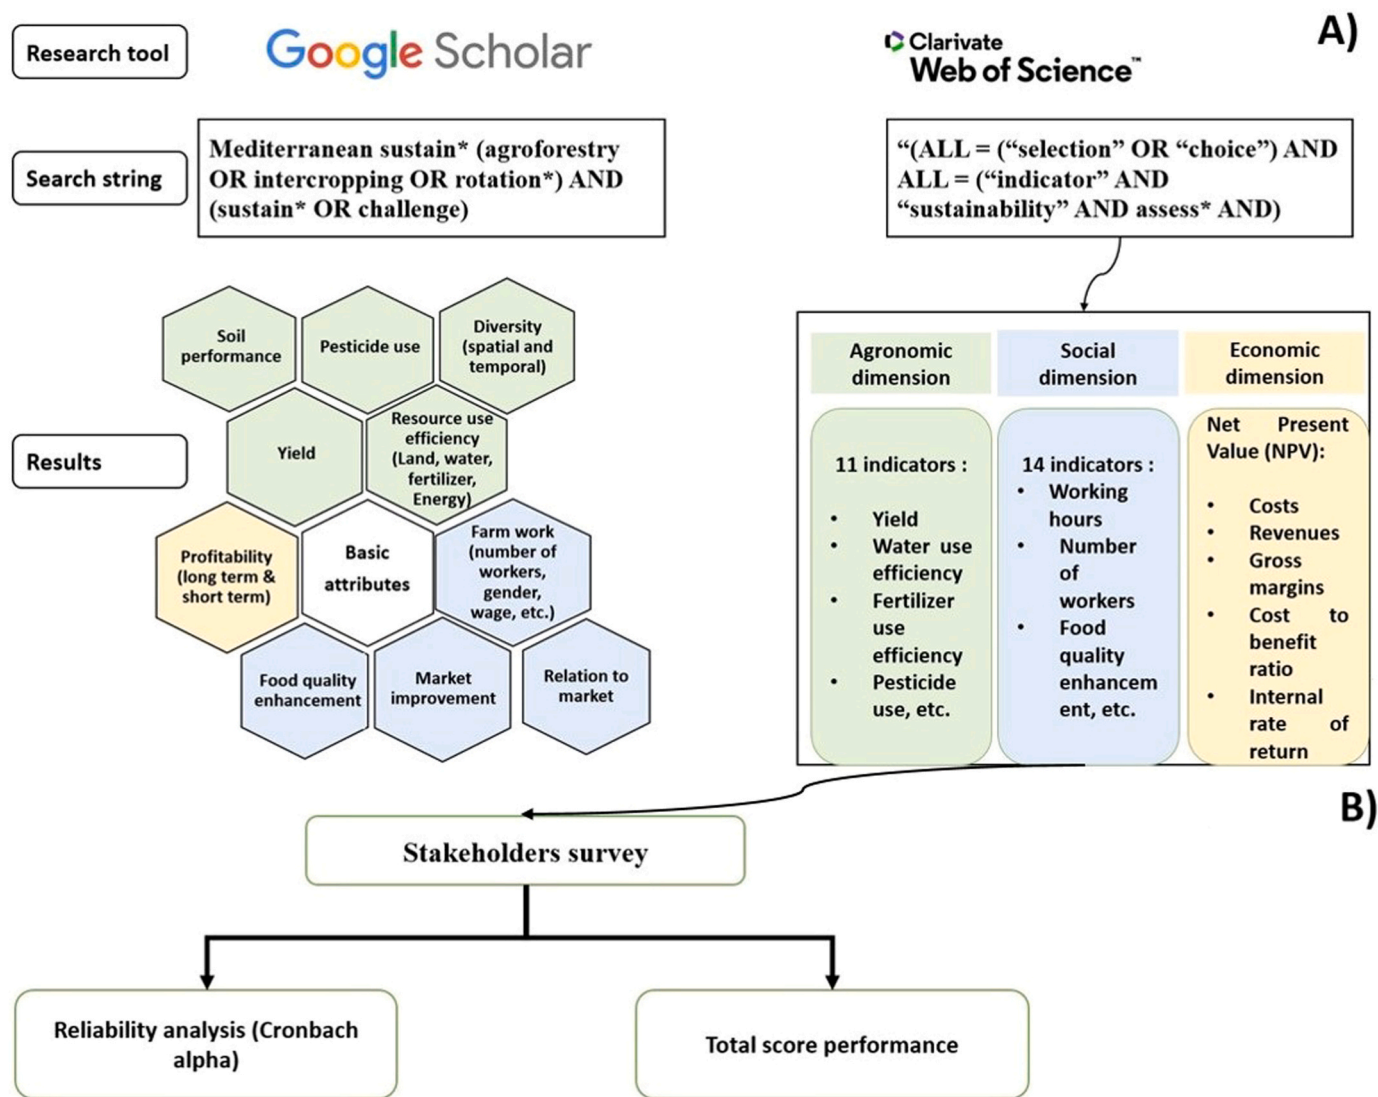 A)
Research tool
Google Scholar
Clarivate
Web of Science™
Search string
Mediterranean sustain* (agroforestry
OR intercropping OR rotation*) AND
(sustain* OR challenge)
“(ALL = (“selection” OR “choice”) AND
ALL = (“indicator” AND
“sustainability” AND assess* AND)
Results
Soil
performance
Pesticide use
Diversity
(spatial and
temporal)
Yield
Resource use
efficiency
(Land, water,
fertilizer,
Energy)
Profitability
(long term &
short term)
Basic
attributes
Farm work
(number of
workers,
gender,
wage, etc.)
Food quality
enhancement
Market
improvement
Relation to
market
Agronomic
dimension
11 indicators :
• Yield
• Water use
efficiency
• Fertilizer
use
efficiency
• Pesticide
use, etc.
Social
dimension
14 indicators :
• Working
hours
• Number
of
workers
• Food
quality
enhancem
ent, etc.
Economic
dimension
Net Present
Value (NPV):
• Costs
• Revenues
• Gross
margins
• Cost to
benefit
ratio
• Internal
rate of
return
B)
Stakeholders survey
Reliability analysis (Cronbach
alpha)
Total score performance